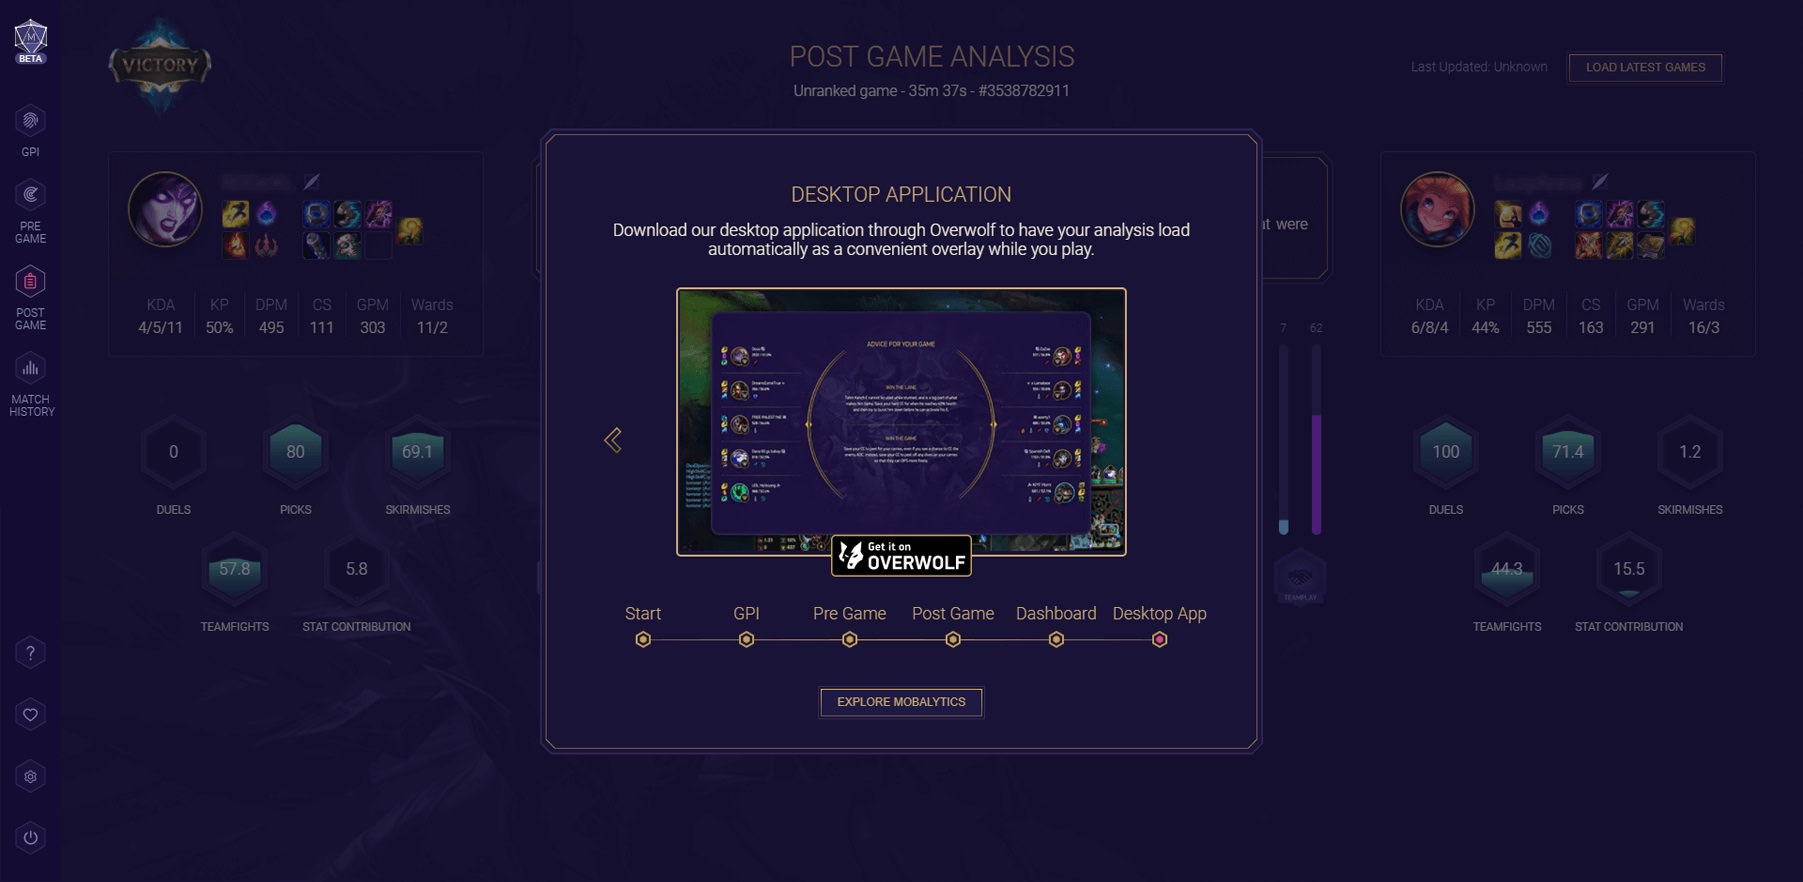 BETA
GPI
PRE
GAME
POST
GAME
MATCH
HISTORY
VICTORY
POST GAME ANALYSIS
Unranked game - 35m 37s - #3538782911
Last Updated: Unknown
LOAD LATEST GAMES
KDA KP DPM CS GPM Wards
4/5/11 50% 495 111 303 11/2
0 80 69.1
DUELS PICKS SKIRMISHES
57.8 5.8
TEAMFIGHTS STAT CONTRIBUTION
DESKTOP APPLICATION
Download our desktop application through Overwolf to have your analysis load
automatically as a convenient overlay while you play.
ADVICE FOR YOUR GAME
WIN THE LANE
WIN THE GAME
Get it on
OVERWOLF
Start GPI Pre Game Post Game Dashboard Desktop App
EXPLORE MOBALYTICS
were
7 62
TEAMPLAY
KDA KP DPM CS GPM Wards
6/8/4 44% 555 163 291 16/3
100 71.4 1.2
DUELS PICKS SKIRMISHES
44.3 15.5
TEAMFIGHTS STAT CONTRIBUTION